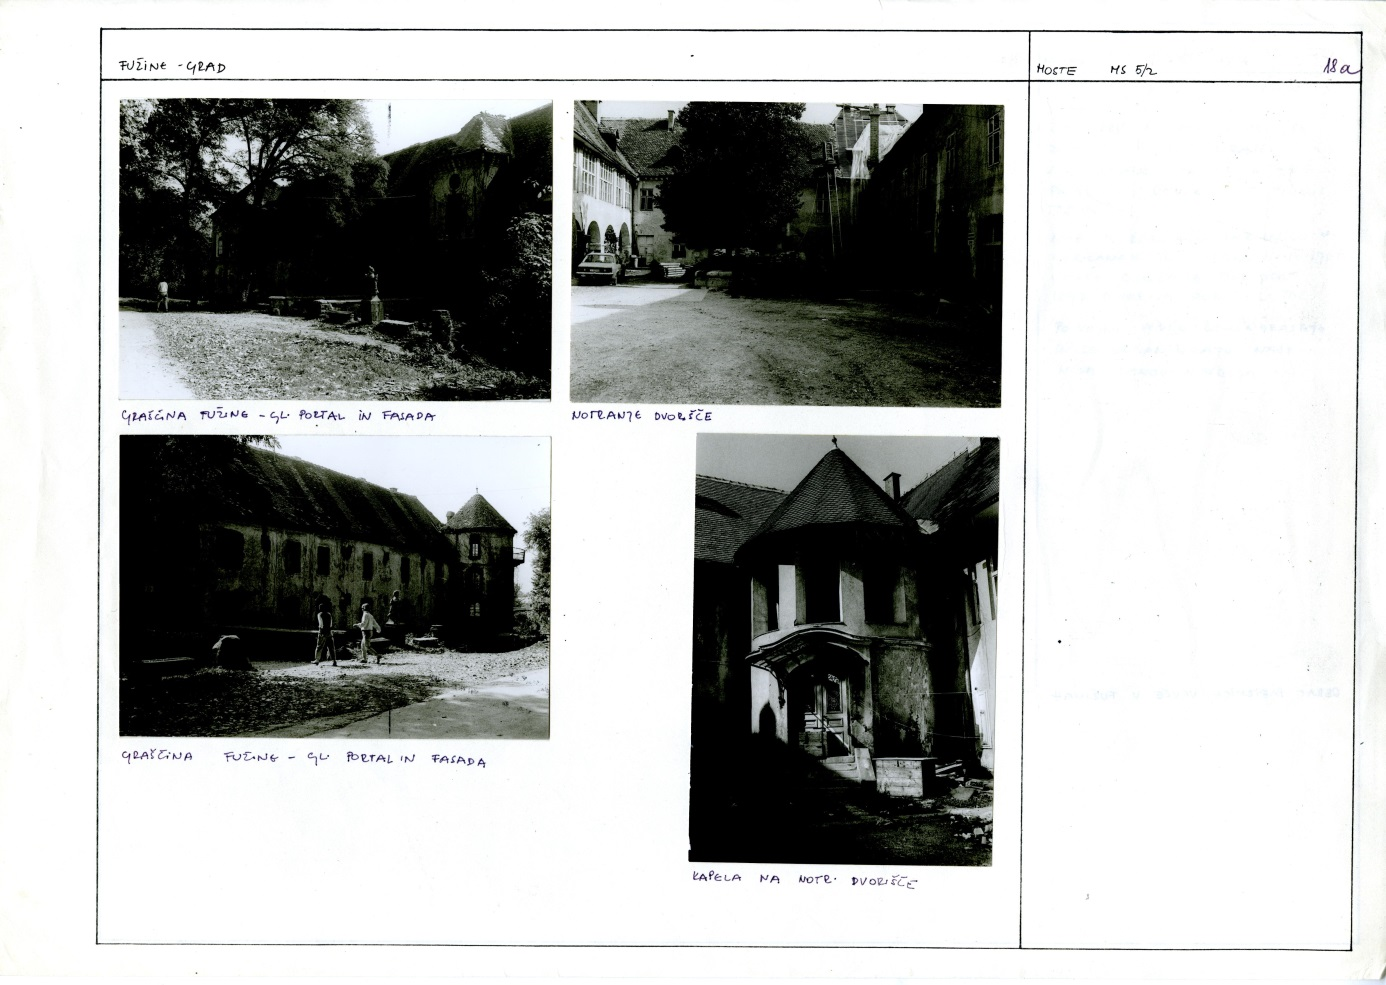 FUŽINE - GRAD
MOSTE MS 5/2
18a
GRAŠČINA FUŽINE - GL. PORTAL IN FASADA
NOTRANJE DVORIŠČE
GRAŠČINA FUŽINE - GL. PORTAL IN FASADA
KAPELA NA NOTR. DVORIŠČE